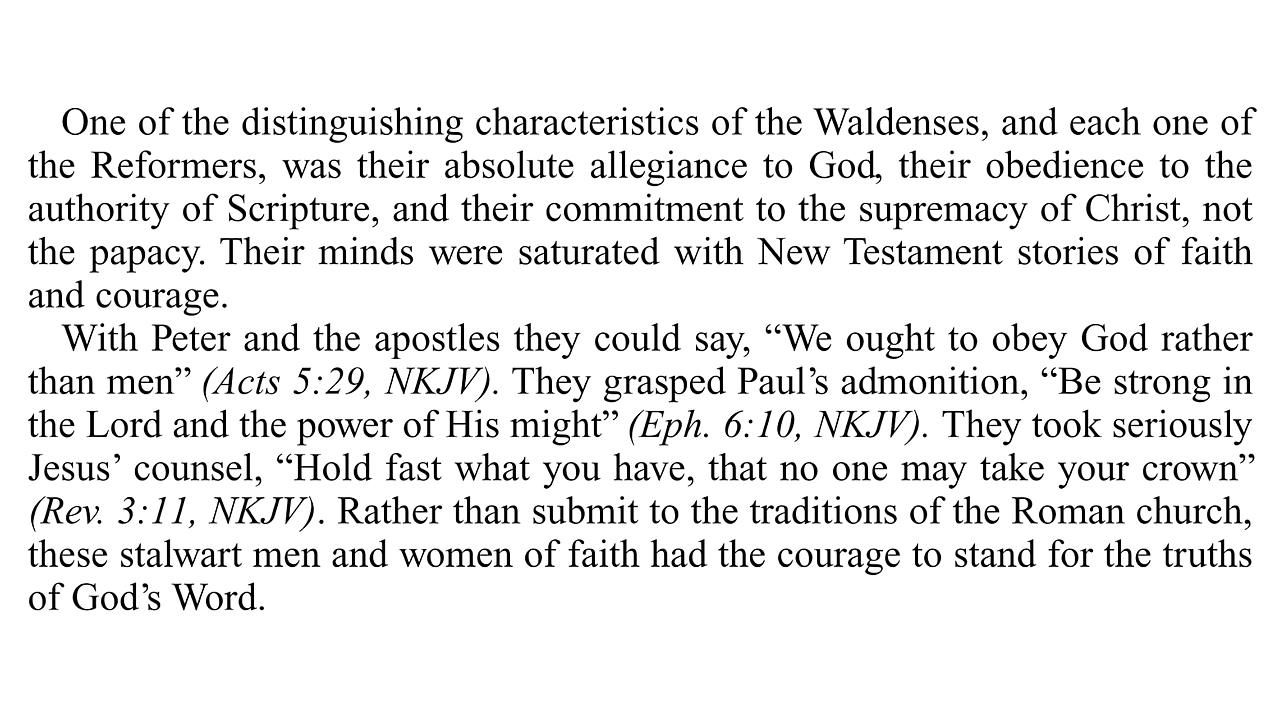 One of the distinguishing characteristics of the Waldenses, and each one of
the Reformers, was their absolute allegiance to God, their obedience to the
authority of Scripture, and their commitment to the supremacy of Christ, not
the papacy. Their minds were saturated with New Testament stories of faith
and courage.
With Peter and the apostles they could say, “We ought to obey God rather
than men” (Acts 5:29, NKJV). They grasped Paul’s admonition, “Be strong in
the Lord and the power of His might” (Eph. 6:10, NKJV). They took seriously
Jesus’ counsel, “Hold fast what you have, that no one may take your crown”
(Rev. 3:11, NKJV). Rather than submit to the traditions of the Roman church,
these stalwart men and women of faith had the courage to stand for the truths
of God’s Word.